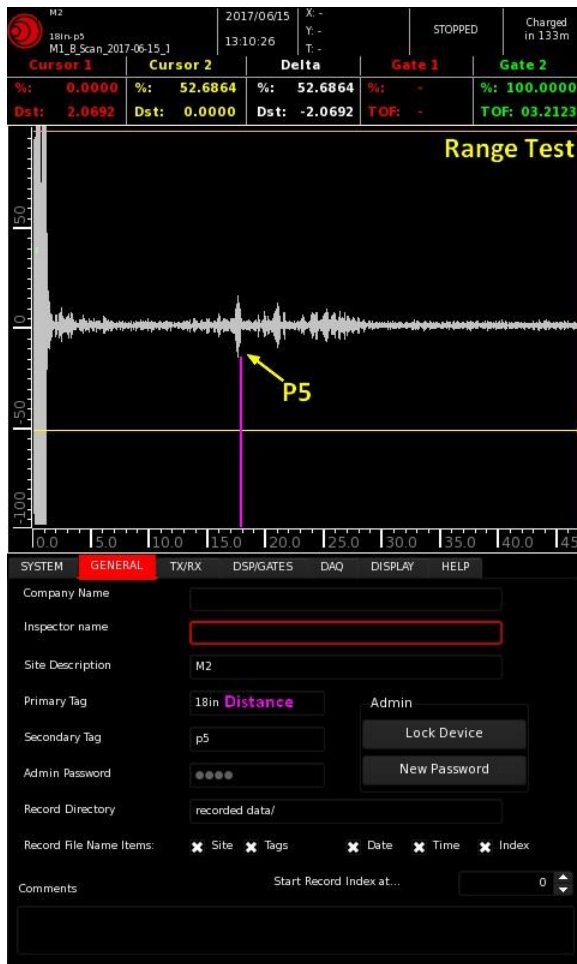 M2
18in-p5
M1_B_Scan_2017-06-15_1
2017/06/15
13:10:26
X: -
Y: -
T: -
STOPPED
Charged
in 133m
Cursor 1 Cursor 2 Delta Gate 1 Gate 2
%: 0.0000 %: 52.6864 %: 52.6864 %: - %: 100.0000
Dst: 2.0692 Dst: 0.0000 Dst: -2.0692 TOF: - TOF: 03.2123
Range Test
50
0
P5
-50
-100
0.0 5.0 10.0 15.0 20.0 25.0 30.0 35.0 40.0 45
SYSTEM GENERAL TX/RX DSP/GATES DAQ DISPLAY HELP
Company Name
Inspector name
Site Description M2
Primary Tag 18in Distance Admin
Secondary Tag p5 Lock Device
Admin Password New Password
Record Directory recorded data/
Record File Name Items: Site Tags Date Time Index
Comments Start Record Index at... 0